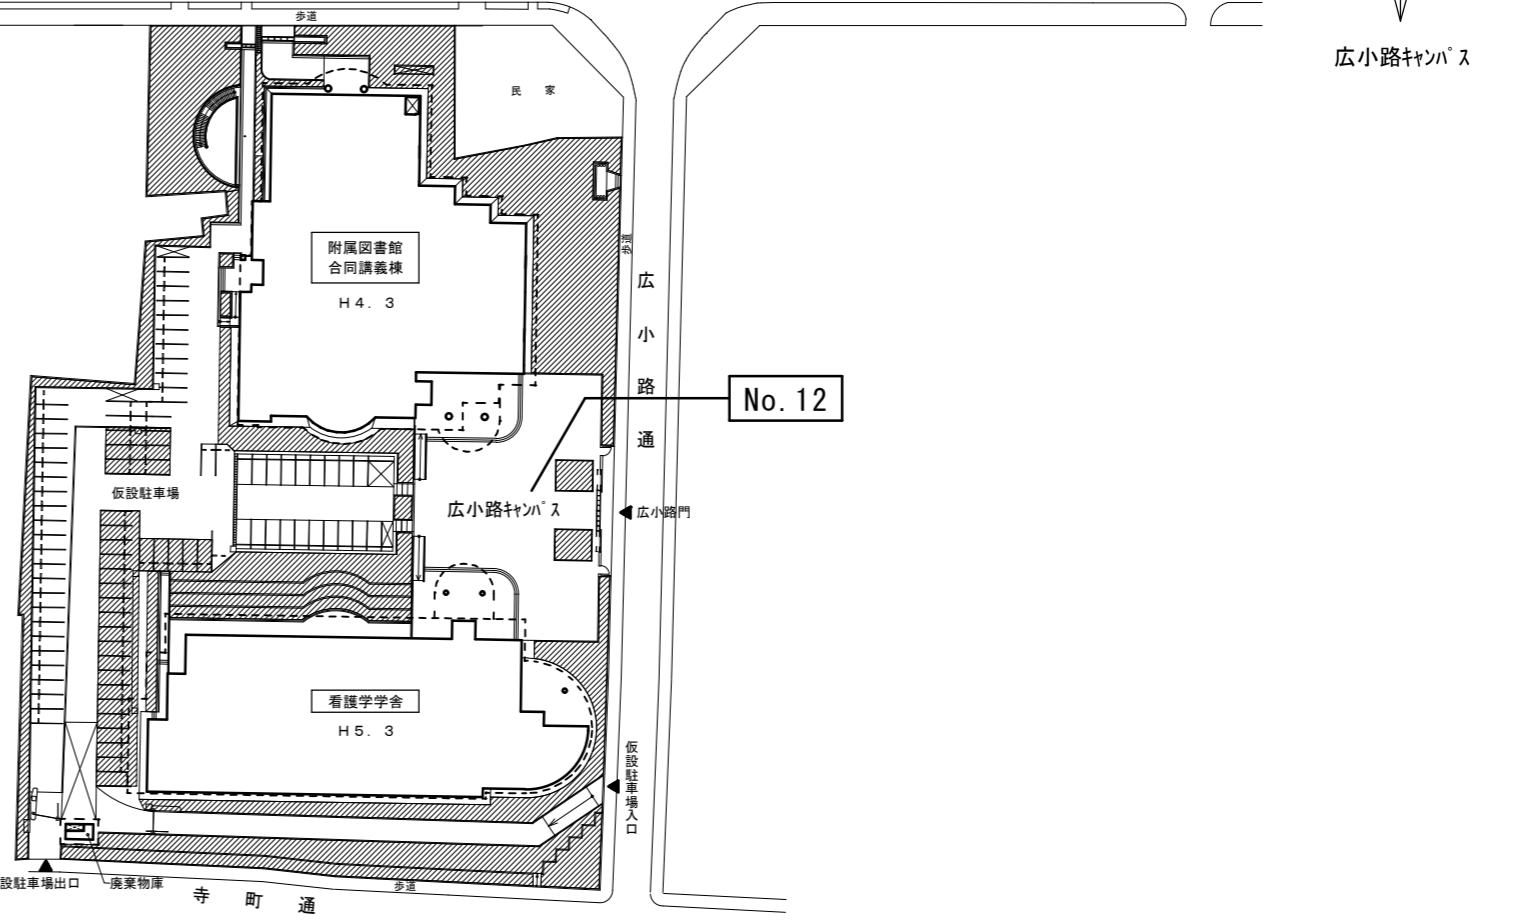 歩道
広小路キャンパス
民 家
歩道
附属図書館
合同講義棟
H4. 3
広小路通
No.12
仮設駐車場
広小路キャンパス
広小路門
看護学学舎
H5. 3
仮設駐車場入口
設駐車場出口
廃棄物庫
歩道
寺町通